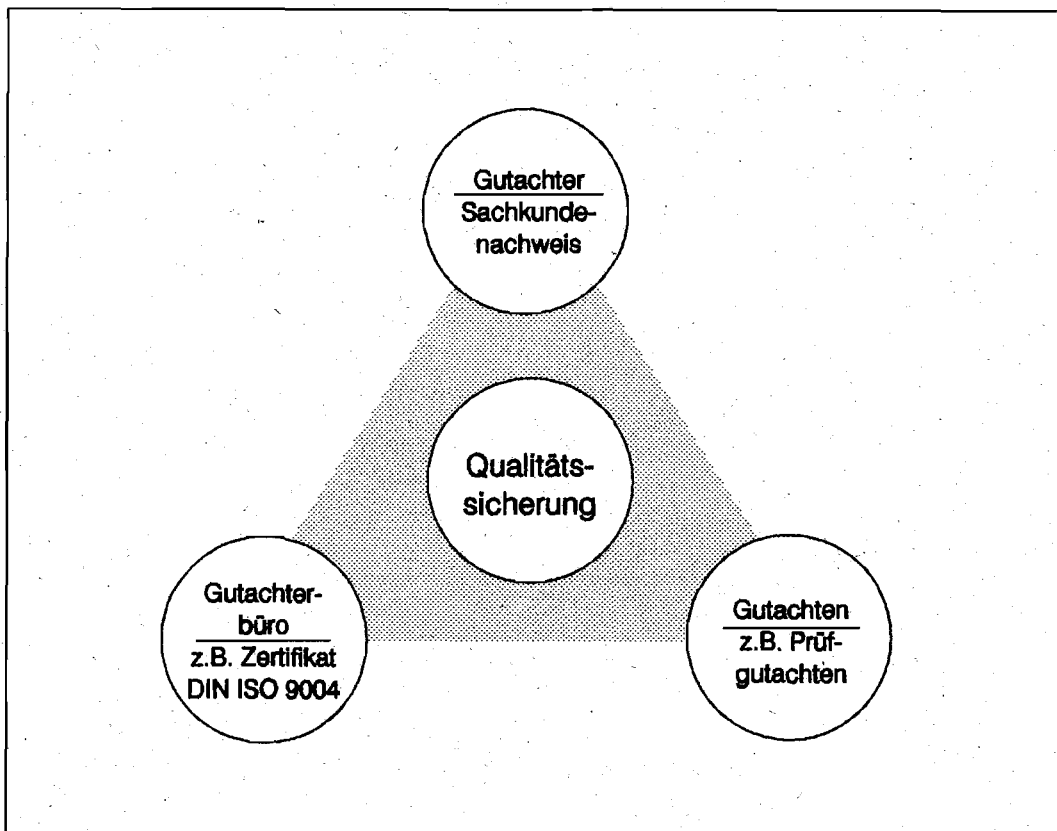 Gutachter
Sachkunde-
nachweis
Qualitäts-
sicherung
Gutachter-
büro
z.B. Zertifikat
DIN ISO 9004
Gutachten
z.B. Prüf-
gutachten